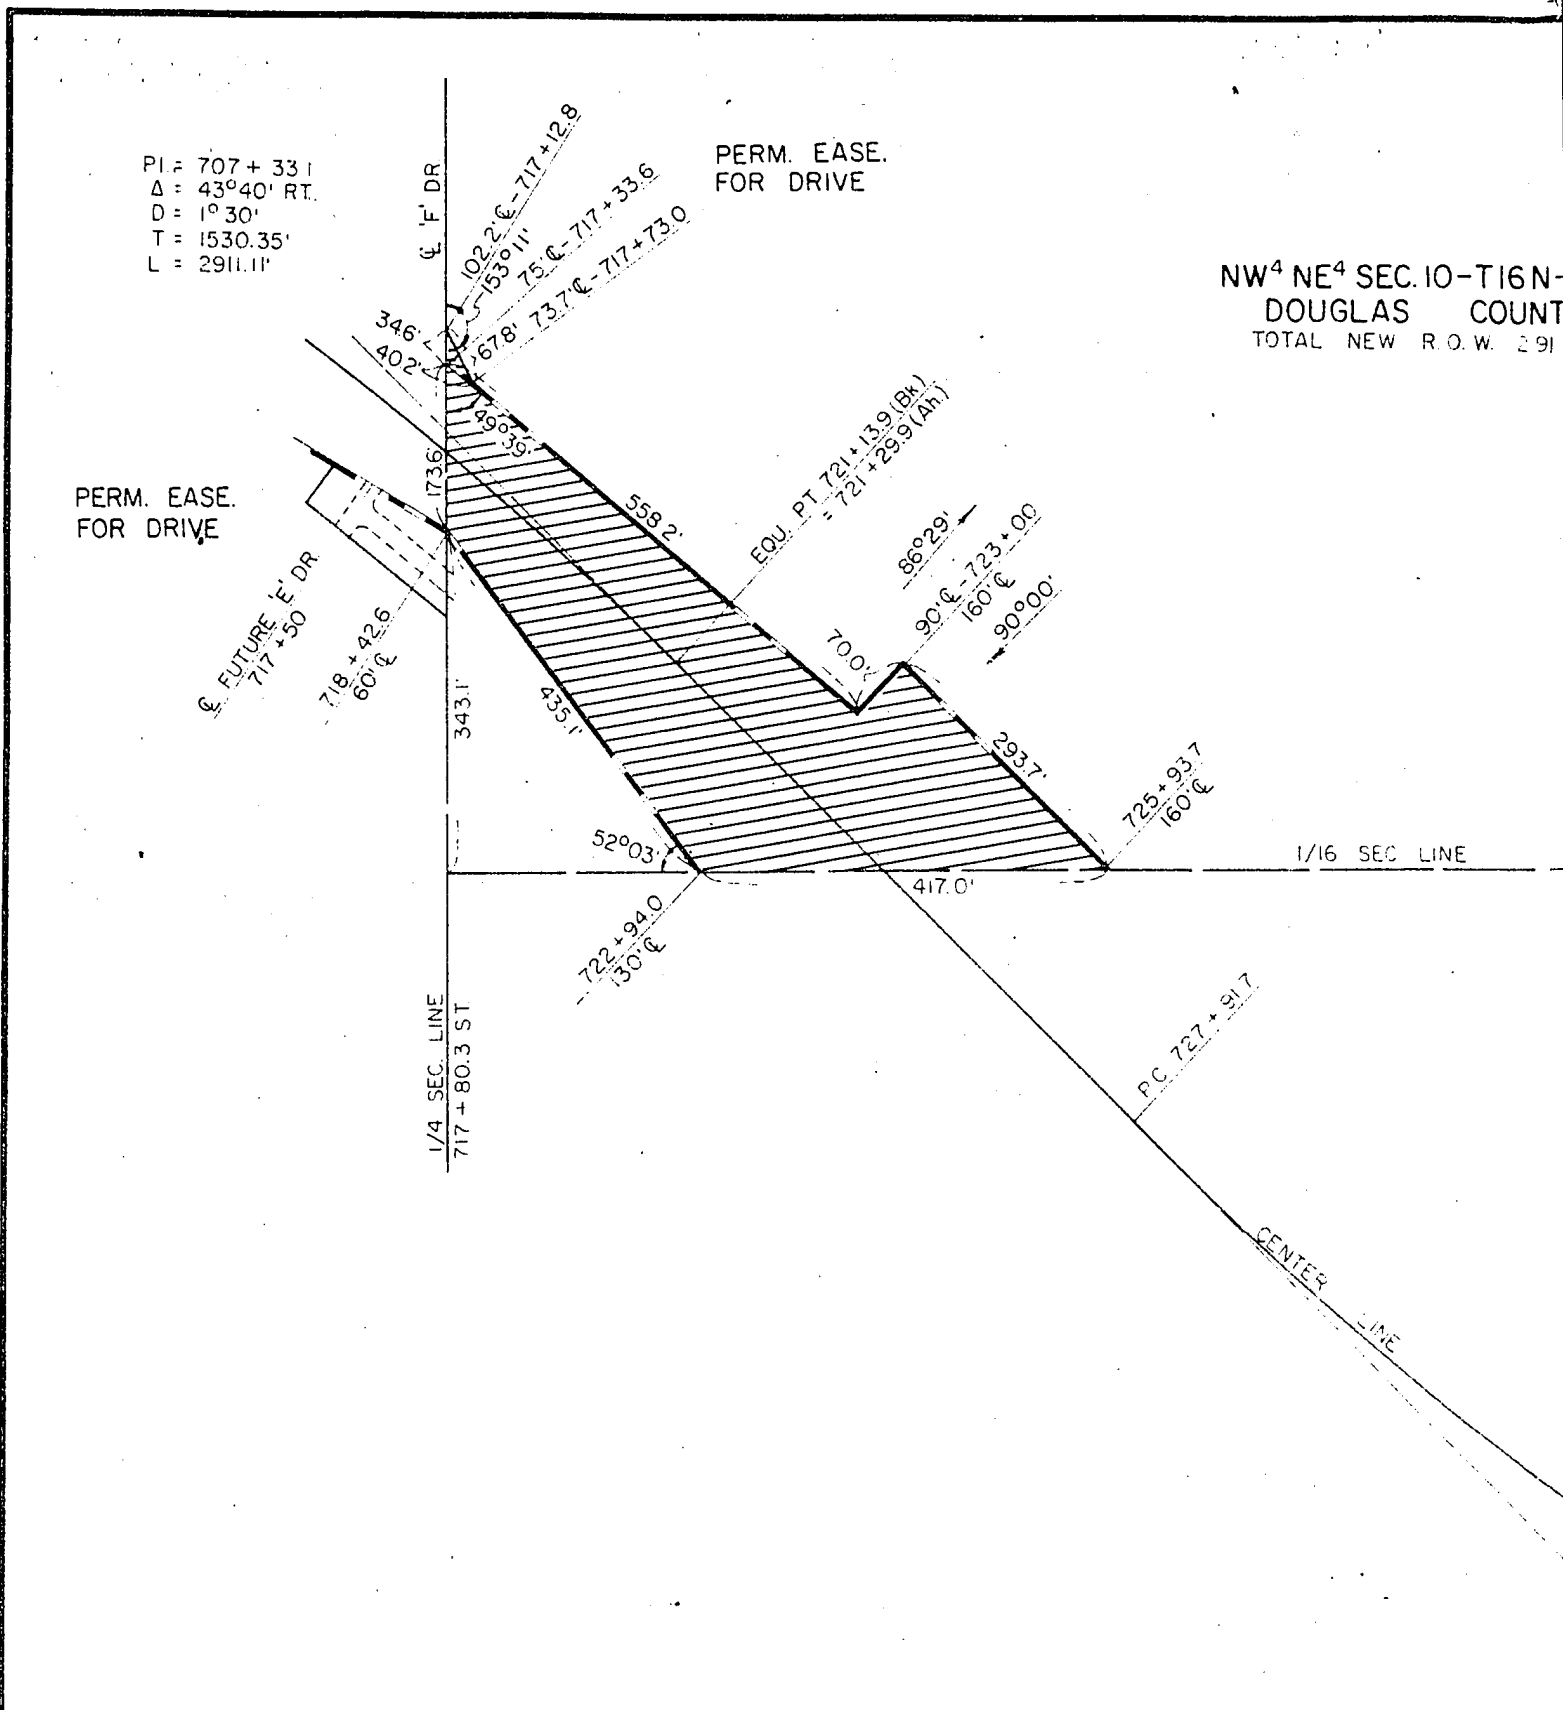 PI.= 707 + 33.1
Δ = 43°40' RT.
D = 1°30'
T = 1530.35'
L = 2911.11'
℄ 'F' DR
102.2' ℄ - 717 + 12.8
153°11'
75' ℄ - 717 + 33.6
67.8' 73.7' ℄ - 717 + 73.0
34.6'
40.2'
PERM. EASE.
FOR DRIVE
NW⁴ NE⁴ SEC. 10-T16N-
DOUGLAS COUNT
TOTAL NEW R.O.W. 2.91
49°39'
173.6'
PERM. EASE.
FOR DRIVE
℄ FUTURE 'E' DR.
717 + 50
718 + 42.6
60' ℄
343.1'
558.2'
EQU. PT. 721 + 13.9 (Bk.)
= 721 + 29.9 (Ah.)
86°29'
90' ℄ - 723 + 00
160' ℄
90°00'
70.0'
435.1'
293.7'
725 + 93.7
160' ℄
52°03'
1/16 SEC LINE
417.0'
722 + 94.0
130' ℄
1/4 SEC. LINE
717 + 80.3 ST.
P.C. 727 + 91.7
CENTER LINE